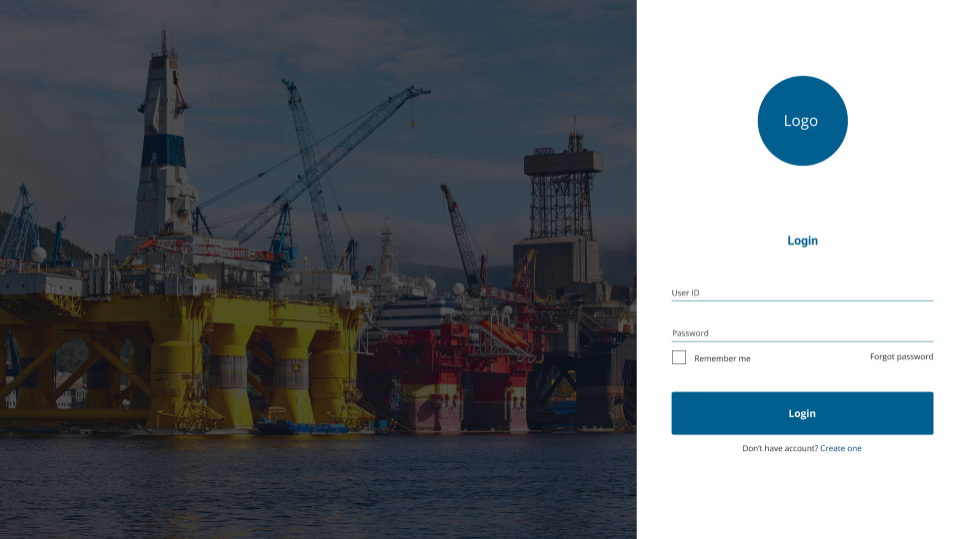 Logo
Login
User ID
Password
Remember me
Forgot password
Login
Don't have account? Create one